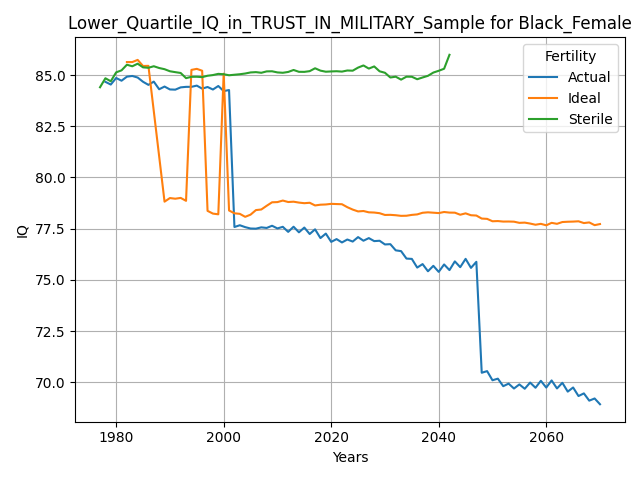 Lower_Quartile_IQ_in_TRUST_IN_MILITARY_Sample for Black_Female
Fertility
Actual
Ideal
Sterile
IQ
85.0
82.5
80.0
77.5
75.0
72.5
70.0
1980 2000 2020 2040 2060
Years